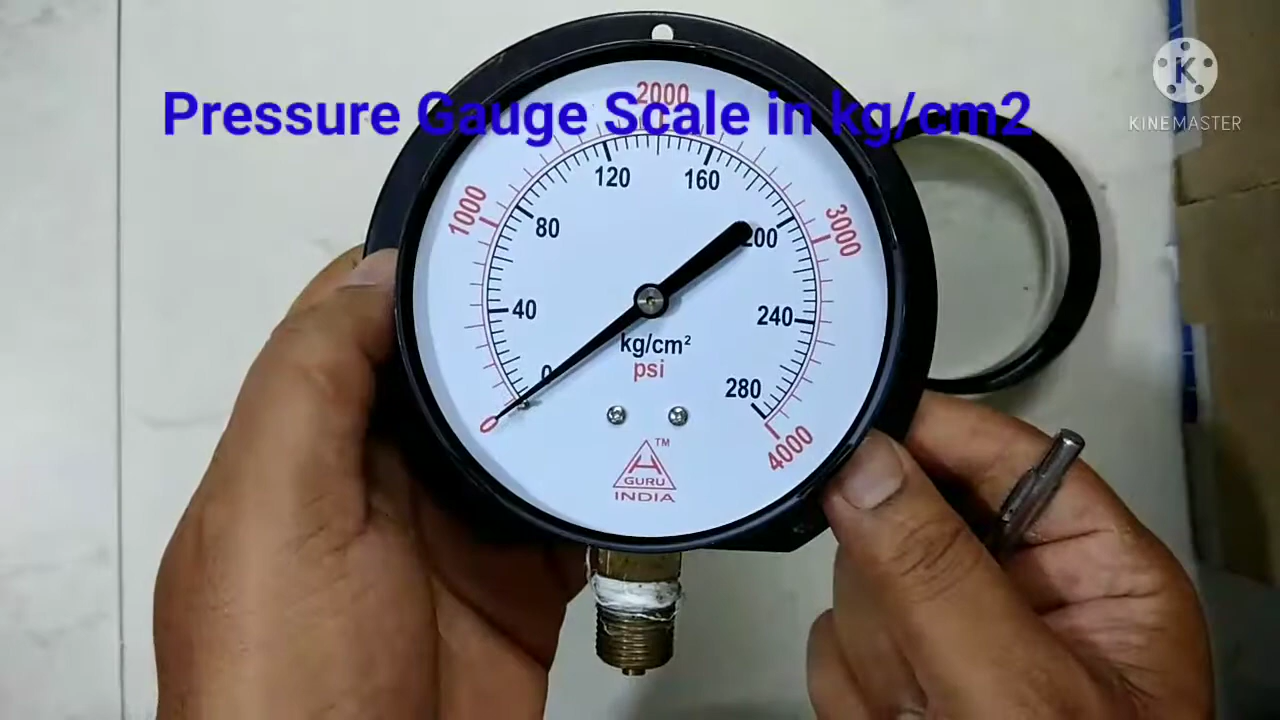 Pressure Gauge Scale in kg/cm2
K
KINEMASTER
2000
1000
3000
120
160
80
200
40
240
0
280
0
4000
kg/cm²
psi
TM
H
GURU
INDIA